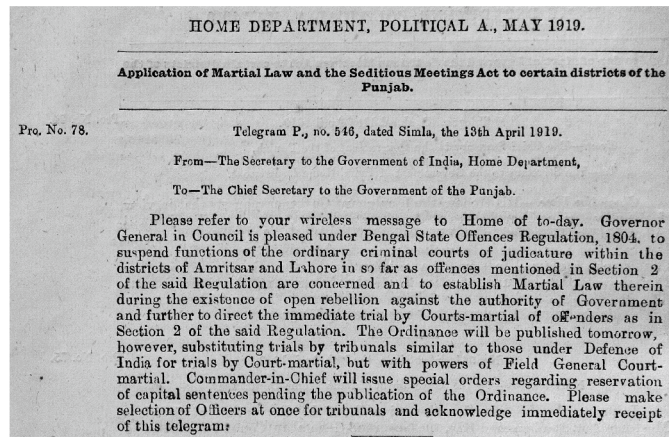 HOME DEPARTMENT, POLITICAL A., MAY 1919.
Application of Martial Law and the Seditious Meetings Act to certain districts of the
Punjab.
Pro. No. 78.
Telegram P., no. 546, dated Simla, the 13th April 1919.
From—The Secretary to the Government of India, Home Department,
To—The Chief Secretary to the Government of the Punjab.
Please refer to your wireless message to Home of to-day. Governor
General in Council is pleased under Bengal State Offences Regulation, 1804. to
suspend functions of the ordinary criminal courts of judicature within the
districts of Amritsar and Lahore in so far as offences mentioned in Section 2
of the said Regulation are concerned and to establish Martial Law therein
during the existence of open rebellion against the authority of Government
and further to direct the immediate trial by Courts-martial of offenders as in
Section 2 of the said Regulation. The Ordinance will be published tomorrow,
however, substituting trials by tribunals similar to those under Defence of
India for trials by Court-martial, but with powers of Field General Court-
martial. Commander-in-Chief will issue special orders regarding reservation
of capital sentences pending the publication of the Ordinance. Please make
selection of Officers at once for tribunals and acknowledge immediately receipt
of this telegram: